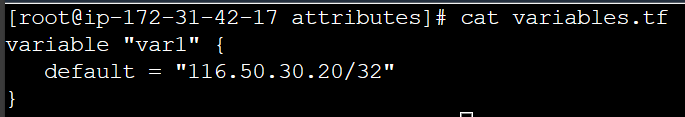 [root@ip-172-31-42-17 attributes]# cat variables.tf
variable "var1" {
   default = "116.50.30.20/32"
}